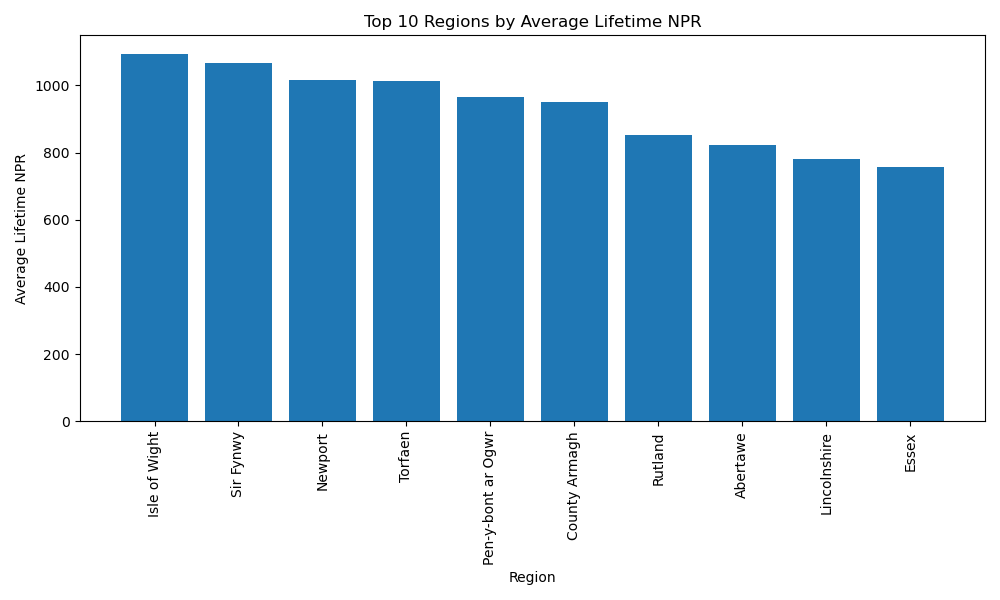 Top 10 Regions by Average Lifetime NPR
Average Lifetime NPR
1000
800
600
400
200
0
Isle of Wight
Sir Fynwy
Newport
Torfaen
Pen-y-bont ar Ogwr
County Armagh
Rutland
Abertawe
Lincolnshire
Essex
Region